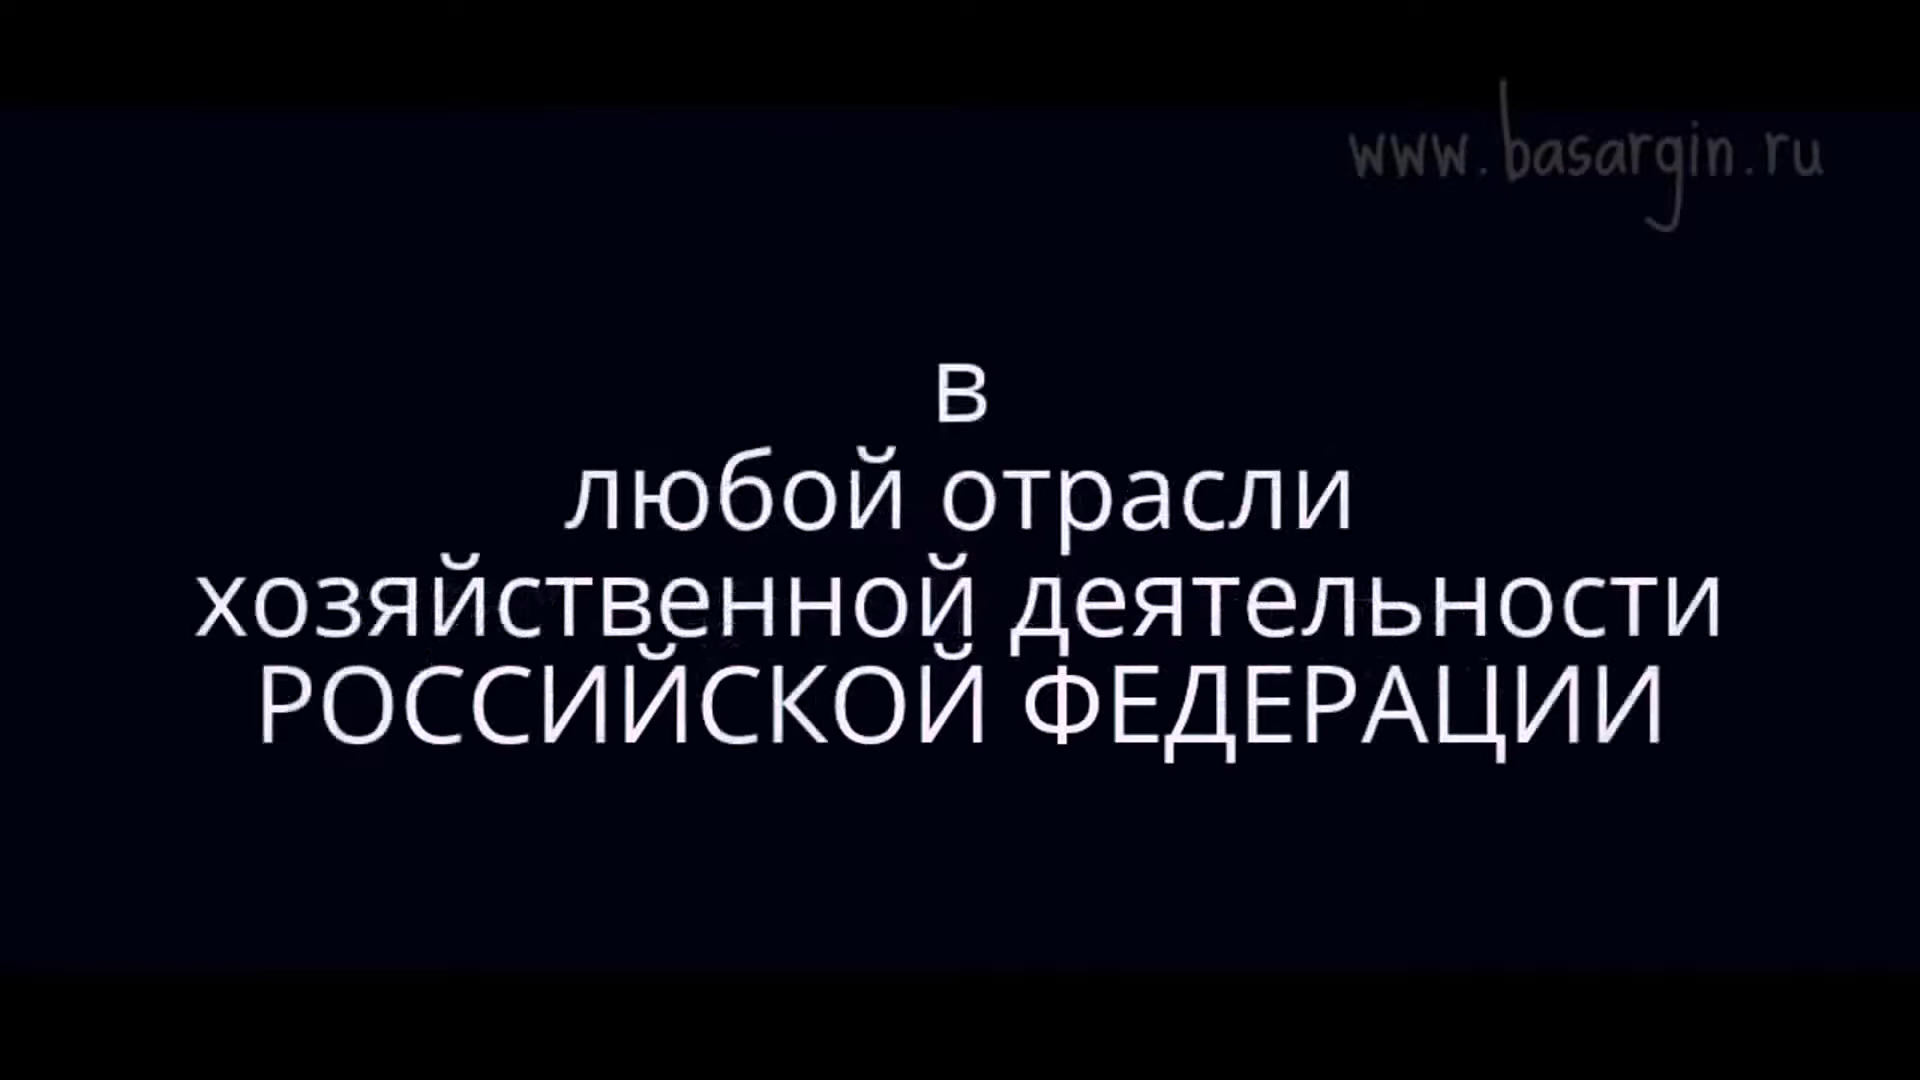 www.basargin.ru
в
любой отрасли
хозяйственной деятельности
РОССИЙСКОЙ ФЕДЕРАЦИИ